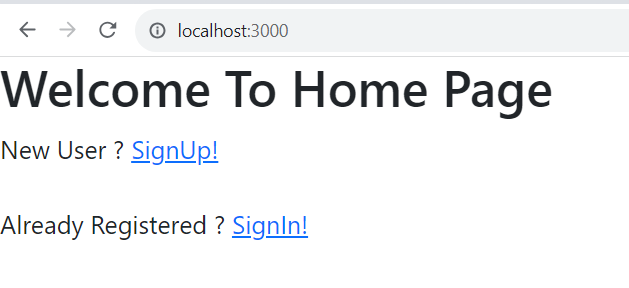 localhost:3000
Welcome To Home Page
New User ? SignUp!
Already Registered ? SignIn!